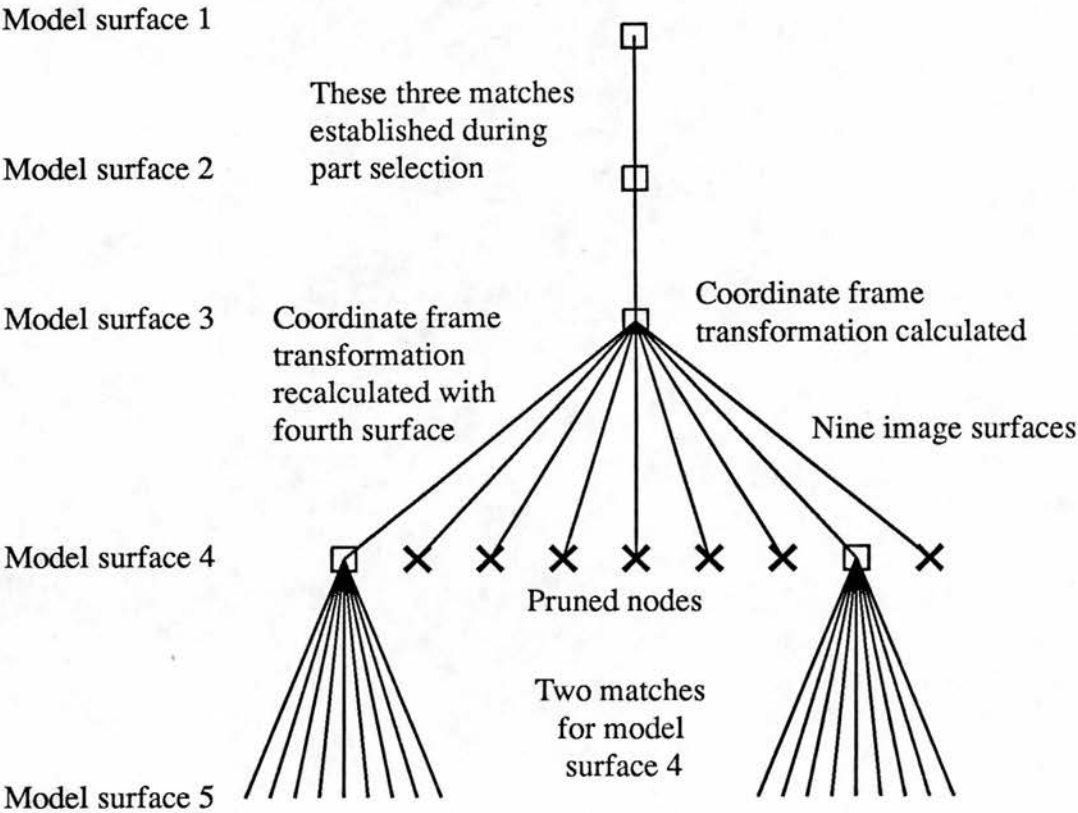 Model surface 1
These three matches
established during
part selection
Model surface 2
Model surface 3
Coordinate frame
transformation
recalculated with
fourth surface
Coordinate frame
transformation calculated
Nine image surfaces
Model surface 4
Pruned nodes
Two matches
for model
surface 4
Model surface 5